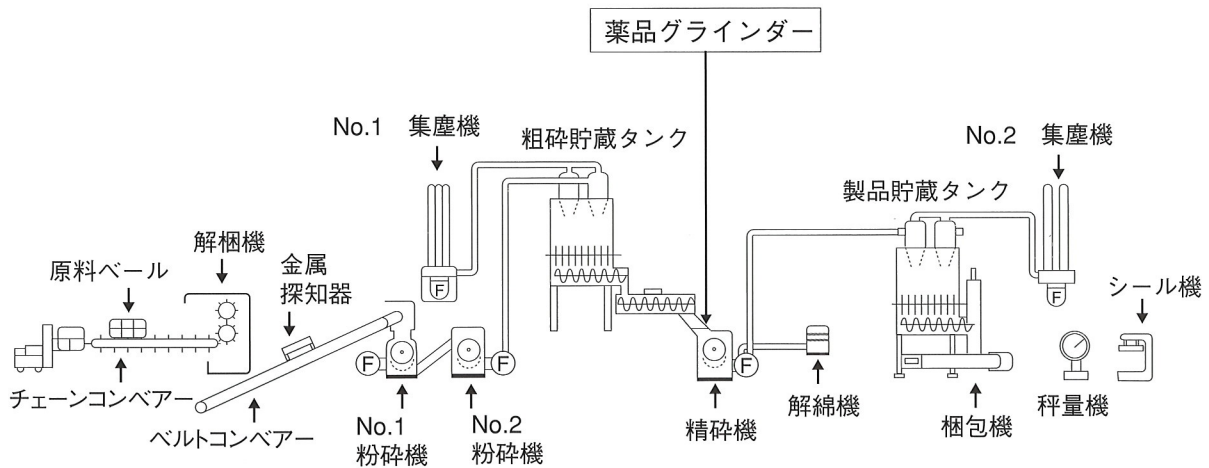 薬品グラインダー
No.1 集塵機
粗砕貯蔵タンク
No.2 集塵機
製品貯蔵タンク
解梱機
原料ベール
金属
探知器
シール機
F
F
F
F
F
F
チェーンコンベアー
ベルトコンベアー
No.1
粉砕機
No.2
粉砕機
精砕機
解綿機
梱包機
秤量機